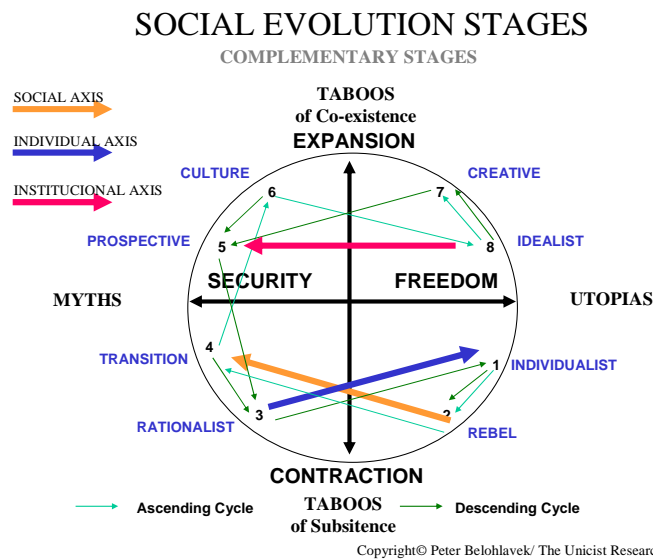 SOCIAL EVOLUTION STAGES
COMPLEMENTARY STAGES
SOCIAL AXIS
INDIVIDUAL AXIS
INSTITUCIONAL AXIS
TABOOS
of Co-existence
EXPANSION
CULTURE
CREATIVE
6
7
PROSPECTIVE
5
8
IDEALIST
SECURITY
FREEDOM
MYTHS
UTOPIAS
TRANSITION
4
1
INDIVIDUALIST
3
2
RATIONALIST
REBEL
CONTRACTION
Ascending Cycle
TABOOS
of Subsitence
Descending Cycle
Copyright© Peter Belohlavek/ The Unicist Resear